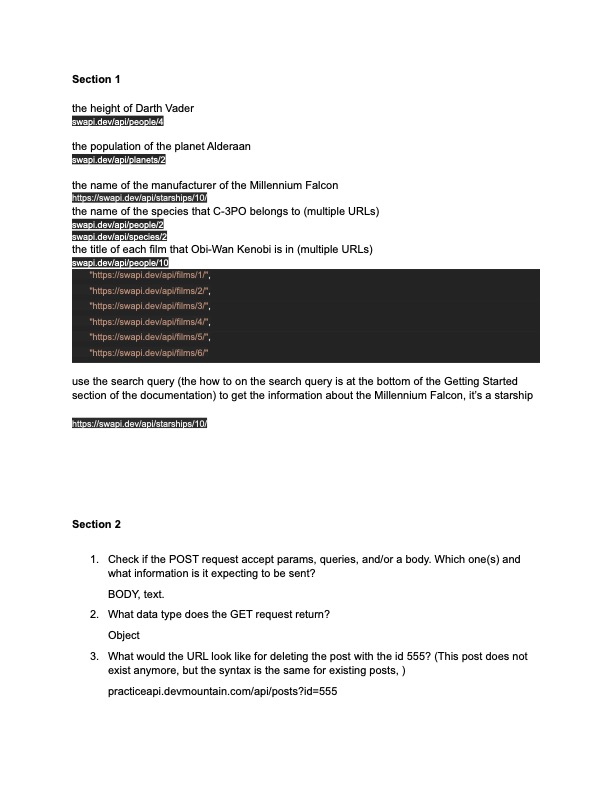 Section 1
the height of Darth Vader
swapi.dev/api/people/4
the population of the planet Alderaan
swapi.dev/api/planets/2
the name of the manufacturer of the Millennium Falcon
https://swapi.dev/api/starships/10/
the name of the species that C-3PO belongs to (multiple URLs)
swapi.dev/api/people/2
swapi.dev/api/species/2
the title of each film that Obi-Wan Kenobi is in (multiple URLs)
swapi.dev/api/people/10
"https://swapi.dev/api/films/1/",
"https://swapi.dev/api/films/2/",
"https://swapi.dev/api/films/3/",
"https://swapi.dev/api/films/4/",
"https://swapi.dev/api/films/5/",
"https://swapi.dev/api/films/6/"
use the search query (the how to on the search query is at the bottom of the Getting Started
section of the documentation) to get the information about the Millennium Falcon, it's a starship
https://swapi.dev/api/starships/10/
Section 2
1. Check if the POST request accept params, queries, and/or a body. Which one(s) and
what information is it expecting to be sent?
BODY, text.
2. What data type does the GET request return?
Object
3. What would the URL look like for deleting the post with the id 555? (This post does not
exist anymore, but the syntax is the same for existing posts, )
practiceapi.devmountain.com/api/posts?id=555